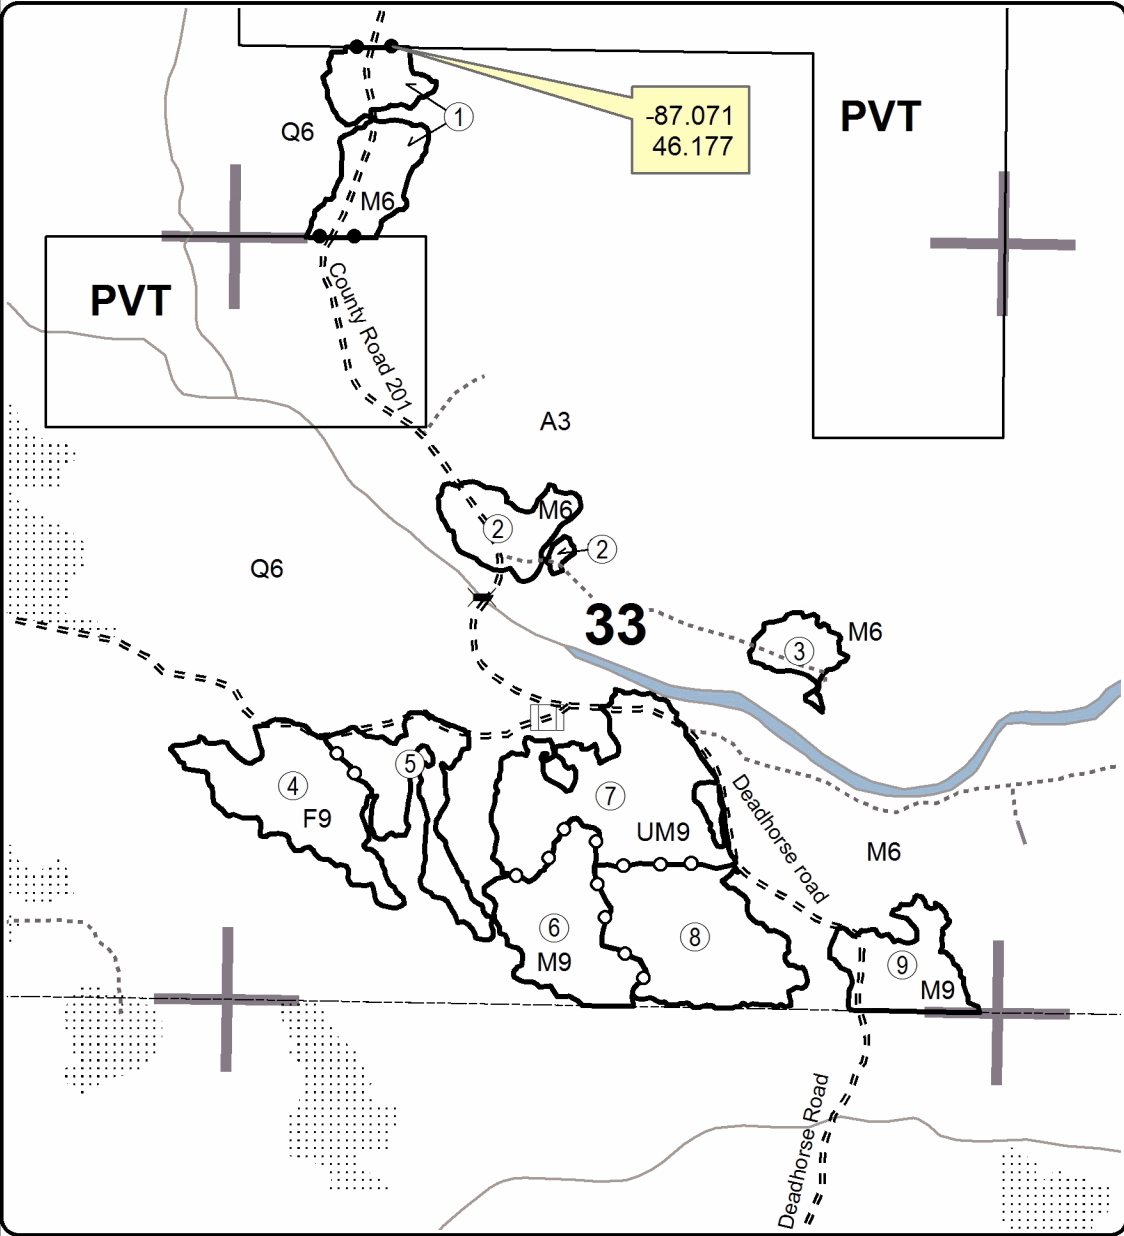 -87.071
46.177
PVT
1
Q6
M6
PVT
County Road 201
A3
M6
2
2
Q6
33
M6
3
5
4
7
F9
UM9
Deadhorse road
M6
6
8
M9
9
M9
Deadhorse Road